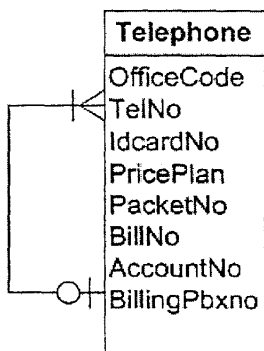 Telephone
OfficeCode
TelNo
IdcardNo
PricePlan
PacketNo
BillNo
AccountNo
BillingPbxno